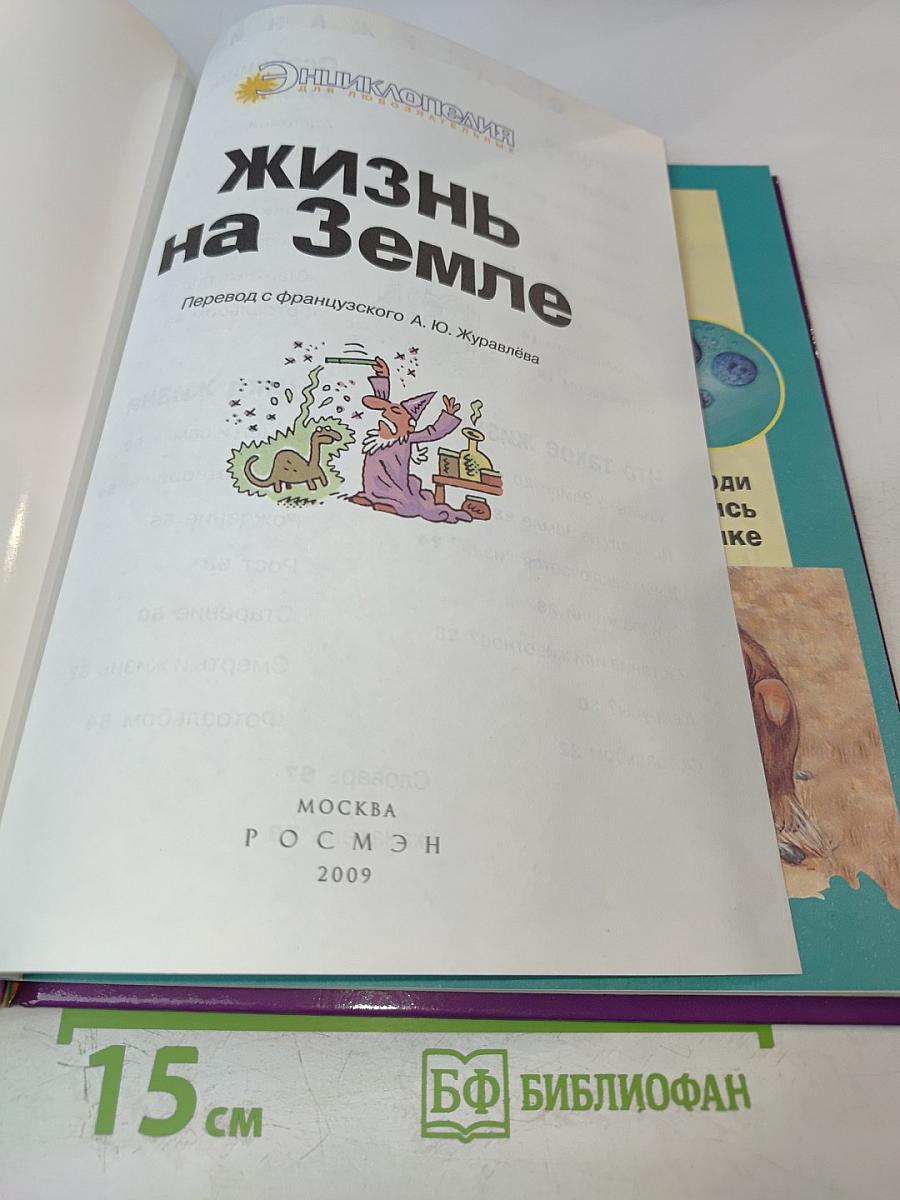 Энциклопедия
ДЛЯ ЛЮБОЗНАТЕЛЬНЫХ
жизнь
на Земле
Перевод с французского А. Ю. Журавлёва
МОСКВА
РОСМЭН
2009
15 см
БФ БИБЛИОФАН